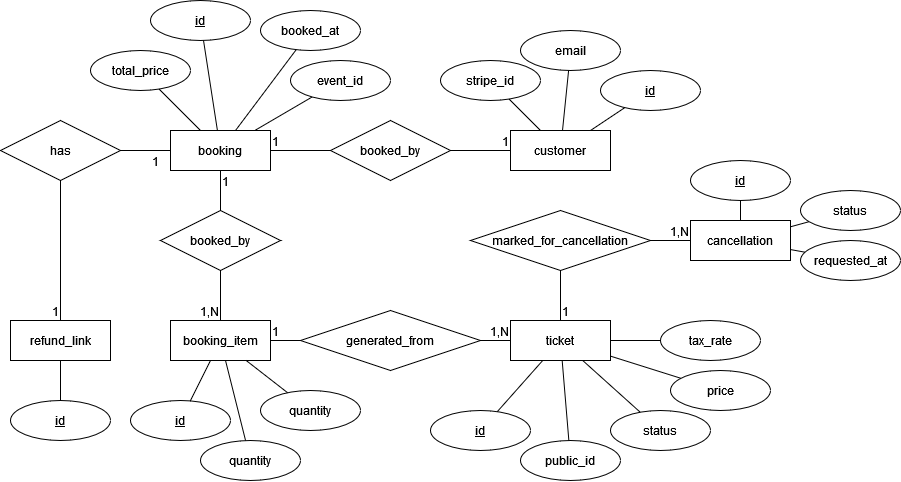 id
booked_at
total_price
event_id
email
stripe_id
id
has
1
booking
1
booked_by
1
customer
1
id
status
booked_by
marked_for_cancellation
1,N
cancellation
requested_at
1
1,N
1
refund_link
booking_item
1
generated_from
1,N
ticket
tax_rate
price
id
id
quantity
quantity
id
status
public_id